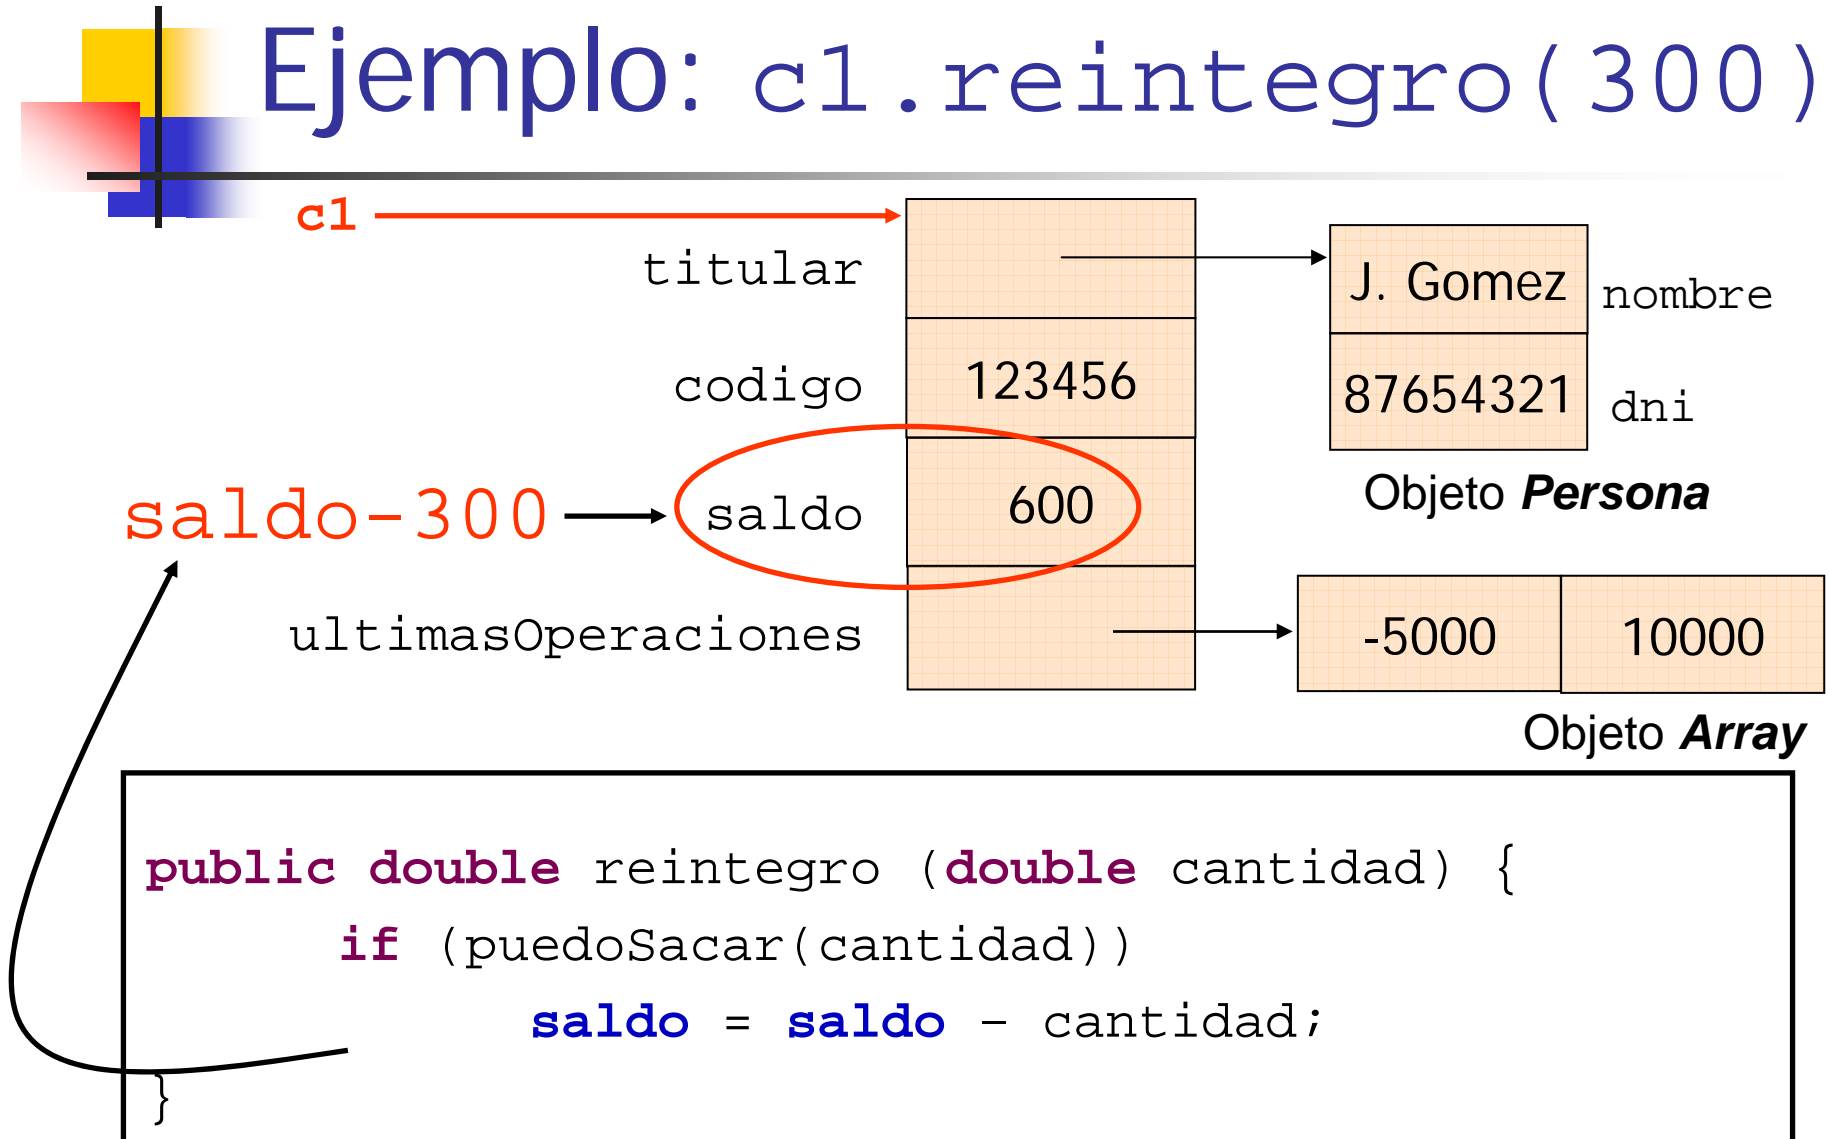 Ejemplo: c1.reintegro(300)
c1
titular
J. Gomez nombre
codigo 123456
87654321 dni
Objeto Persona
saldo-300 saldo 600
ultimasOperaciones -5000 10000
Objeto Array
public double reintegro (double cantidad) {
if (puedoSacar(cantidad))
saldo = saldo – cantidad;
}